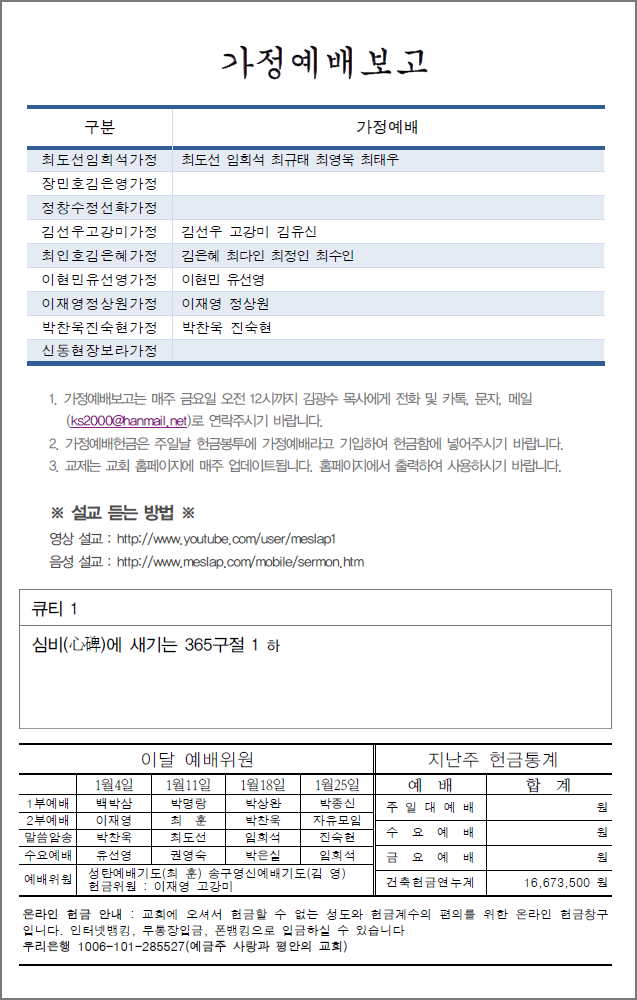 가정예배보고
구분 가정예배
최도선임희석가정 최도선 임희석 최규태 최영욱 최태우
장민호김은영가정
정창수정선화가정
김선우고강미가정 김선우 고강미 김유신
최인호김은혜가정 김은혜 최다인 최정인 최수인
이현민유선영가정 이현민 유선영
이재영정상원가정 이재영 정상원
박찬욱진숙현가정 박찬욱 진숙현
신동현장보라가정
1. 가정예배보고는 매주 금요일 오전 12시까지 김광수 목사에게 전화 및 카톡, 문자, 메일
(ks2000@hanmail.net)로 연락주시기 바랍니다.
2. 가정예배헌금은 주일날 헌금봉투에 가정예배라고 기입하여 헌금함에 넣어주시기 바랍니다.
3. 교제는 교회 홈페이지에 매주 업데이트됩니다. 홈페이지에서 출력하여 사용하시기 바랍니다.
※ 설교 듣는 방법 ※
영상 설교 : http://www.youtube.com/user/meslap1
음성 설교 : http://www.meslap.com/mobile/sermon.htm
큐티 1
심비(心碑)에 새기는 365구절 1 하
이달 예배위원
1월4일 1월11일 1월18일 1월25일
1부예배 백박삼 박명랑 박상완 박종신
2부예배 이재영 최 훈 박찬욱 자유모임
말씀암송 박찬욱 최도선 임희석 진숙현
수요예배 유선영 권영숙 박은실 임희석
예배위원 성탄예배기도(최 훈) 송구영신예배기도(김 영)
헌금위원 : 이재영 고강미
지난주 헌금통계
예 배 합 계
주 일 대 예 배 원
수 요 예 배 원
금 요 예 배 원
건축헌금연누계 16,673,500 원
온라인 헌금 안내 : 교회에 오셔서 헌금할 수 없는 성도와 헌금계수의 편의를 위한 온라인 헌금창구
입니다. 인터넷뱅킹, 무통장입금, 폰뱅킹으로 입금하실 수 있습니다
우리은행 1006-101-285527(예금주 사랑과 평안의 교회)